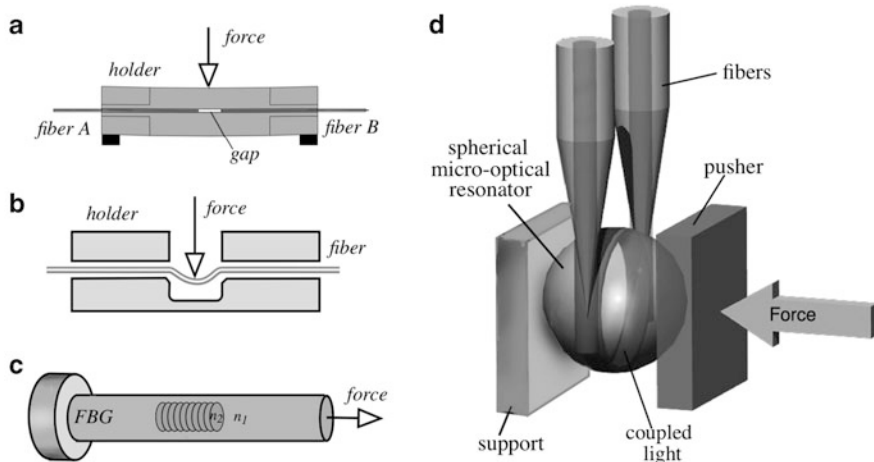 a
force
holder
fiber A
fiber B
gap
b
force
holder
fiber
c
FBG
n2
n1
force
d
fibers
spherical
micro-optical
resonator
pusher
Force
support
coupled
light